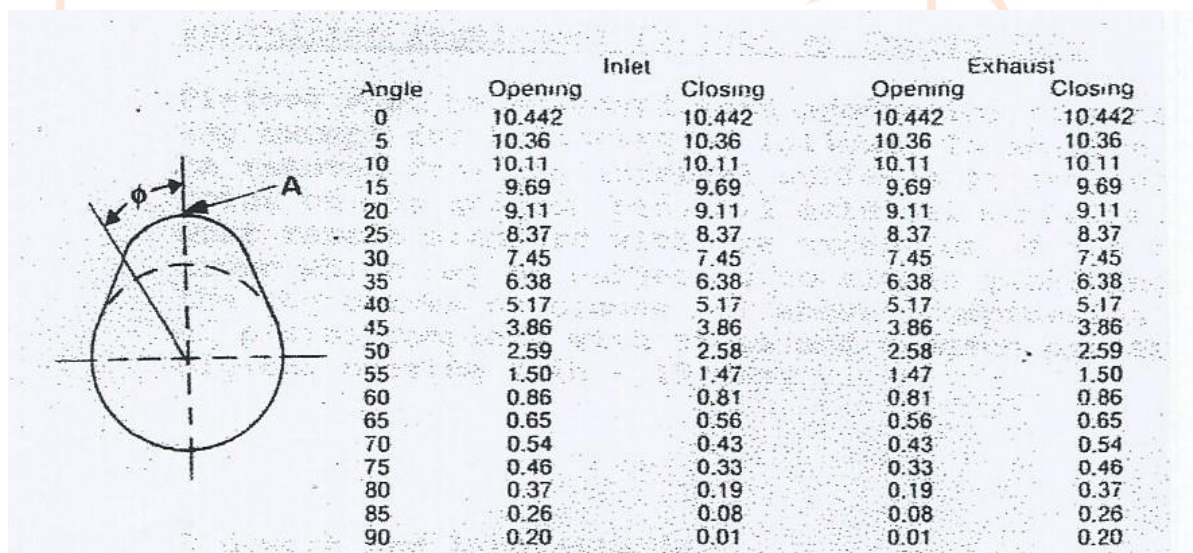 Inlet Exhaust
Angle Opening Closing Opening Closing
0 10.442 10.442 10.442 10.442
5 10.36 10.36 10.36 10.36
10 10.11 10.11 10.11 10.11
15 9.69 9.69 9.69 9.69
20 9.11 9.11 9.11 9.11
25 8.37 8.37 8.37 8.37
30 7.45 7.45 7.45 7.45
35 6.38 6.38 6.38 6.38
40 5.17 5.17 5.17 5.17
45 3.86 3.86 3.86 3.86
50 2.59 2.58 2.58 2.59
55 1.50 1.47 1.47 1.50
60 0.86 0.81 0.81 0.86
65 0.65 0.56 0.56 0.65
70 0.54 0.43 0.43 0.54
75 0.46 0.33 0.33 0.46
80 0.37 0.19 0.19 0.37
85 0.26 0.08 0.08 0.26
90 0.20 0.01 0.01 0.20
ϕ A